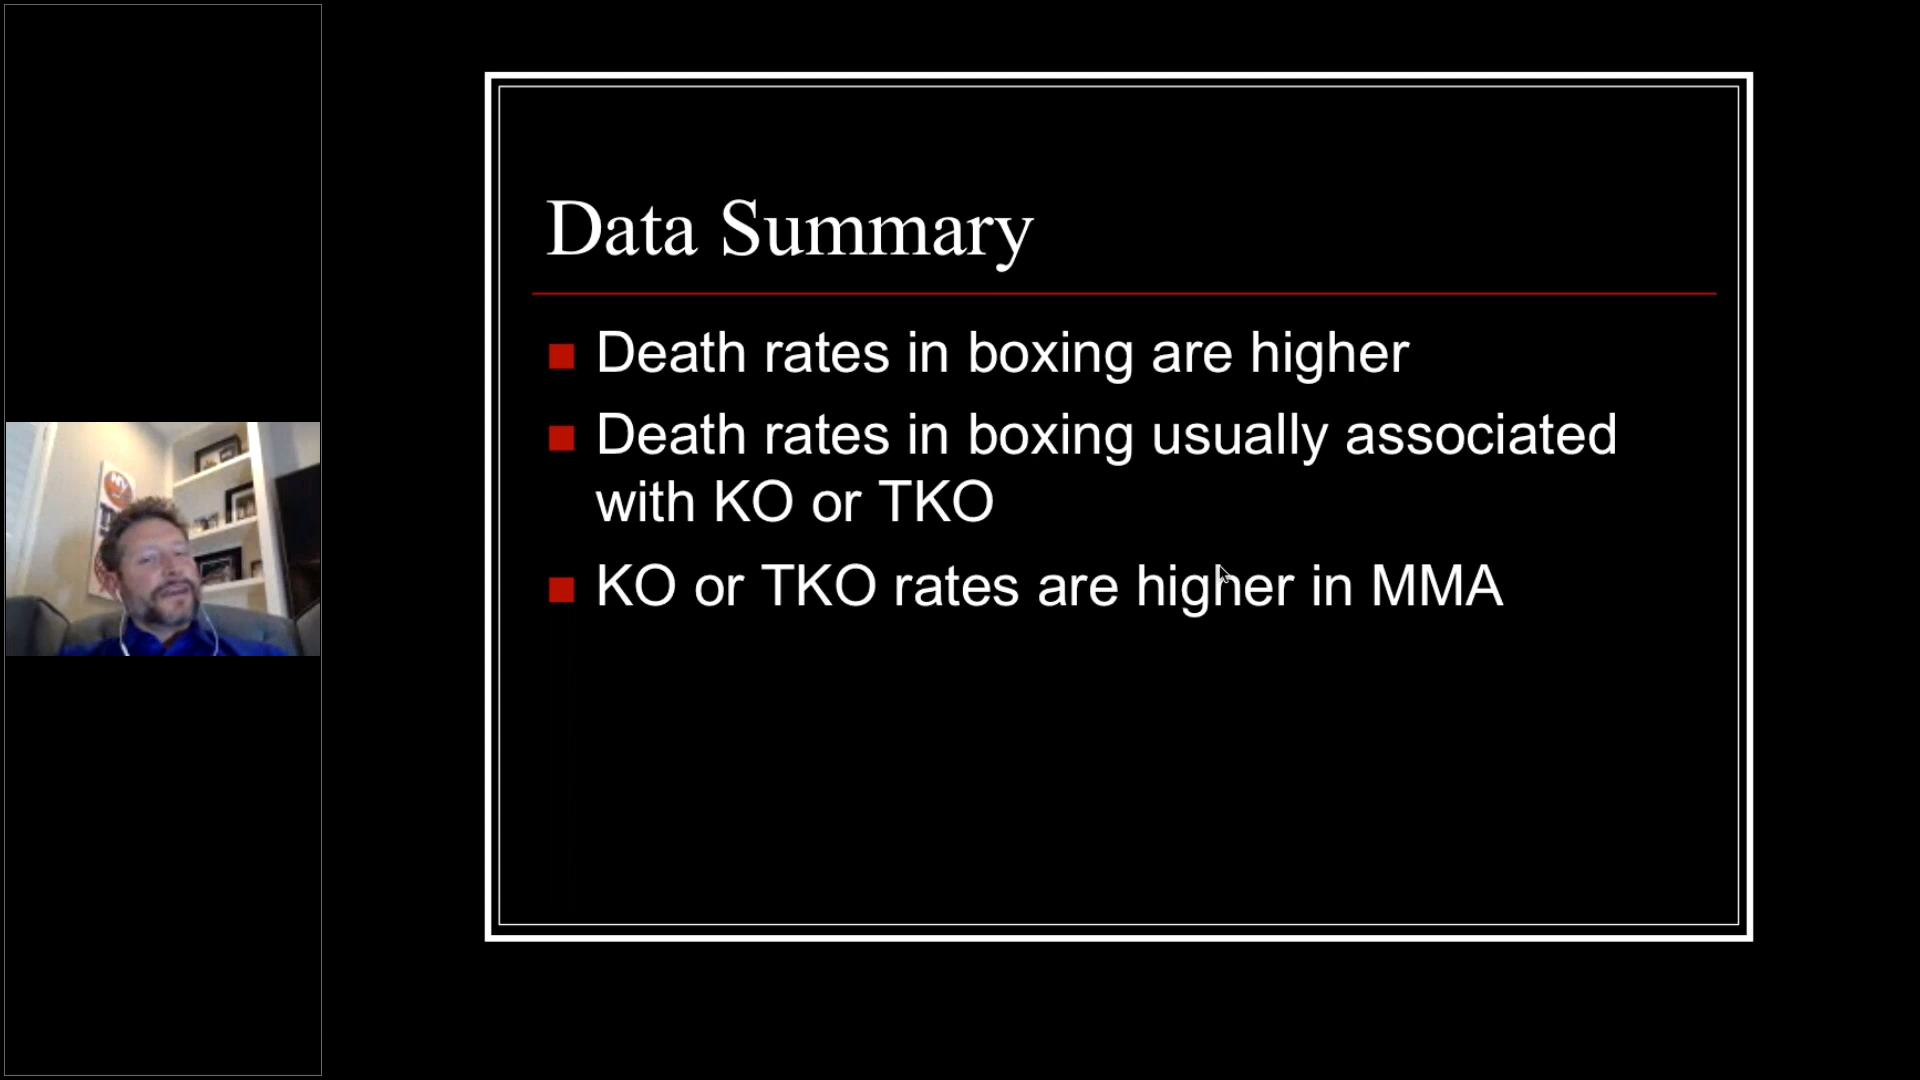 NY
Data Summary
Death rates in boxing are higher
Death rates in boxing usually associated
with KO or TKO
KO or TKO rates are higher in MMA